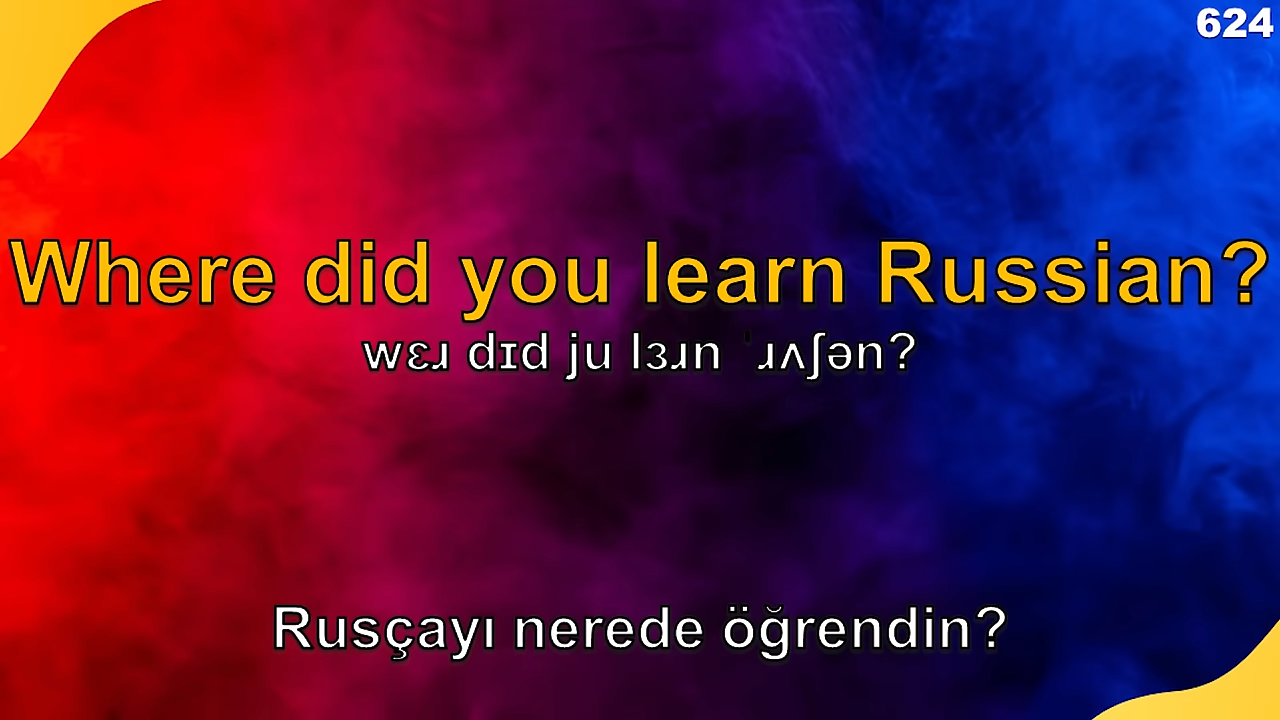 624
Where did you learn Russian?
wɛɹ dɪd ju lɜɹn ˈɹʌʃən?
Rusçayı nerede öğrendin?